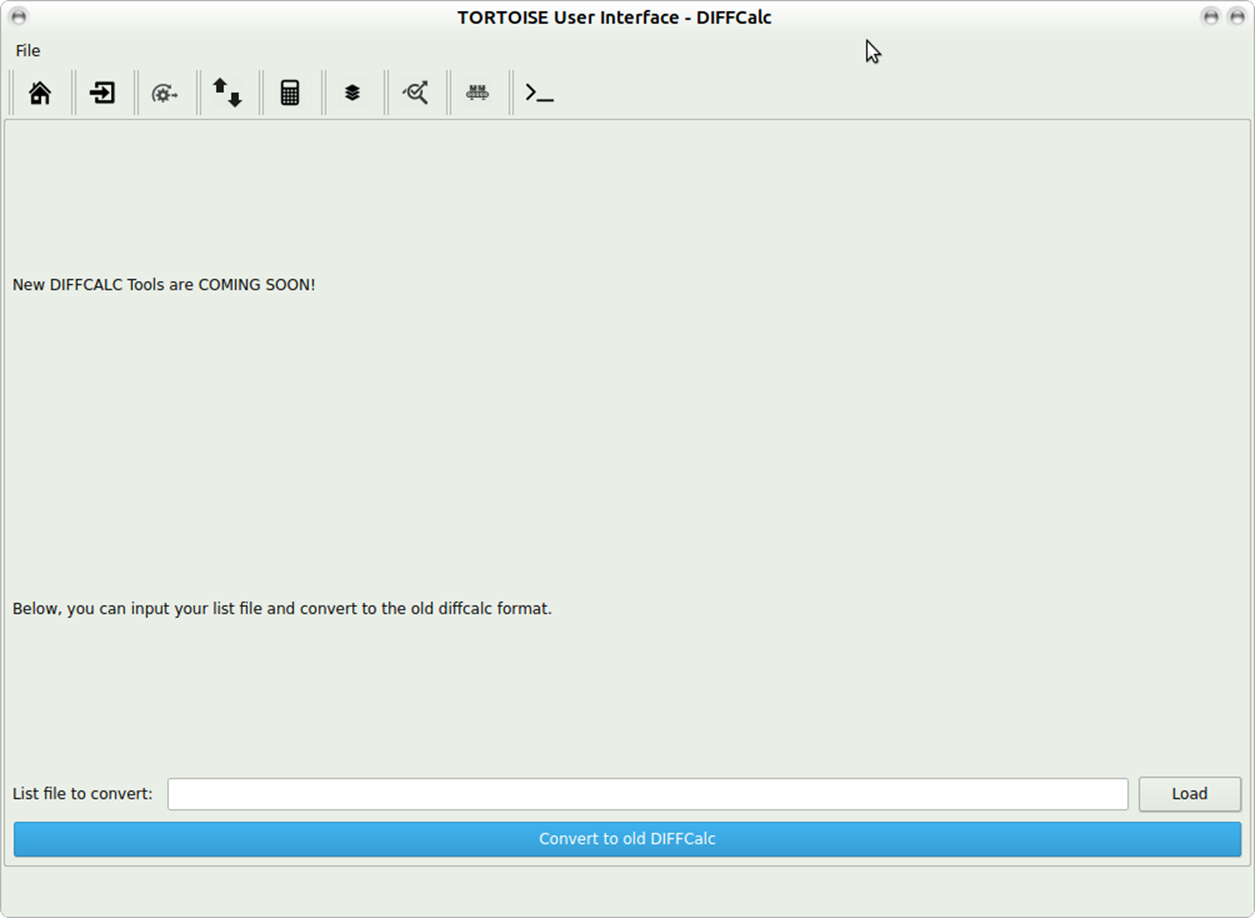 TORTOISE User Interface - DIFFCalc
File
New DIFFCALC Tools are COMING SOON!
Below, you can input your list file and convert to the old diffcalc format.
List file to convert:
Load
Convert to old DIFFCalc